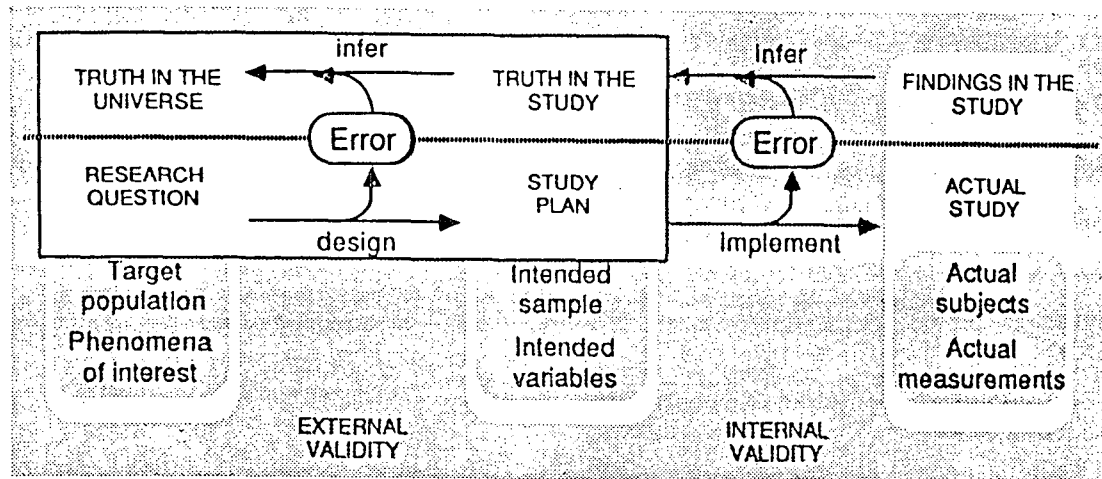 infer
Infer
TRUTH IN THE
UNIVERSE
TRUTH IN THE
STUDY
FINDINGS IN THE
STUDY
Error
Error
RESEARCH
QUESTION
STUDY
PLAN
ACTUAL
STUDY
design
Implement
Target
population
Phenomena
of interest
Intended
sample
Intended
variables
Actual
subjects
Actual
measurements
EXTERNAL
VALIDITY
INTERNAL
VALIDITY